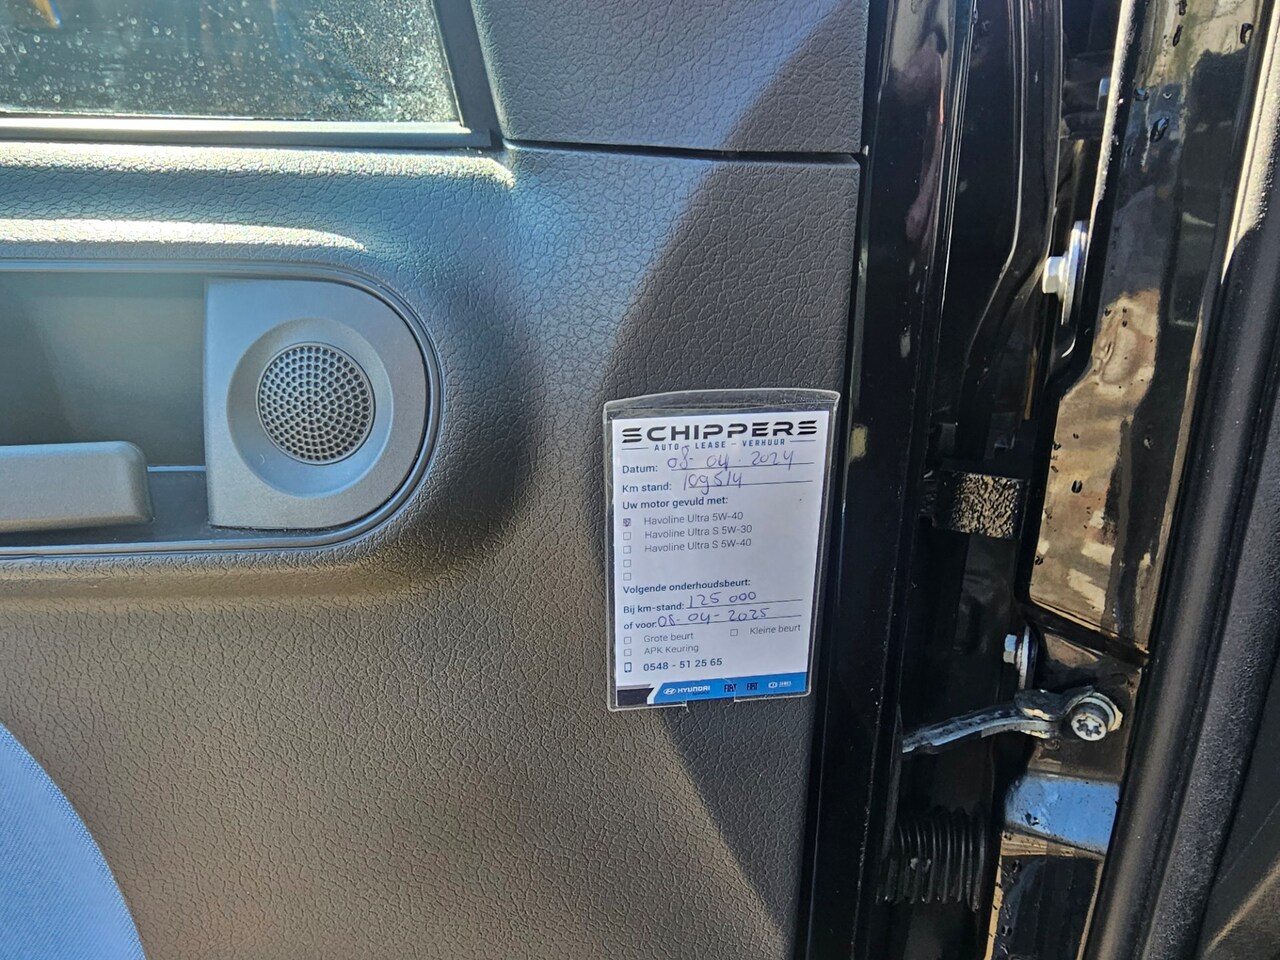 SCHIPPERS
AUTO - LEASE - VERHUUR
Datum: 08-04-2024
Km stand: 109514
Uw motor gevuld met:
Havoline Ultra 5W-40
Havoline Ultra S 5W-30
Havoline Ultra S 5W-40
Volgende onderhoudsbeurt:
Bij km-stand: 125 000
of voor: 08-04-2025
Grote beurt Kleine beurt
APK Keuring
0548 - 51 25 65
HYUNDAI